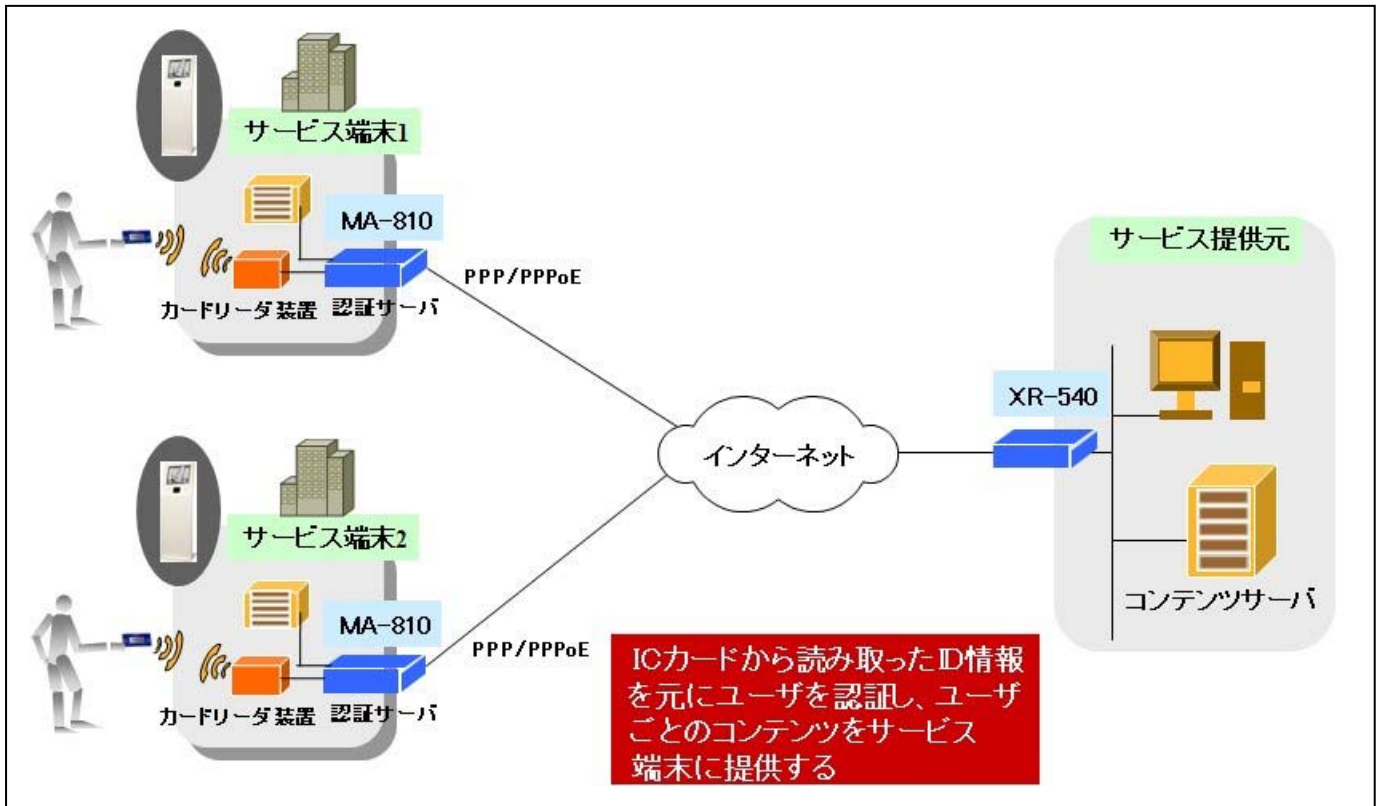 サービス端末1
MA-810
カードリーダ装置 認証サーバ
PPP/PPPoE
サービス提供元
XR-540
インターネット
コンテンツサーバ
サービス端末2
MA-810
カードリーダ装置 認証サーバ
PPP/PPPoE
ICカードから読み取ったID情報
を元にユーザを認証し、ユーザ
ごとのコンテンツをサービス
端末に提供する